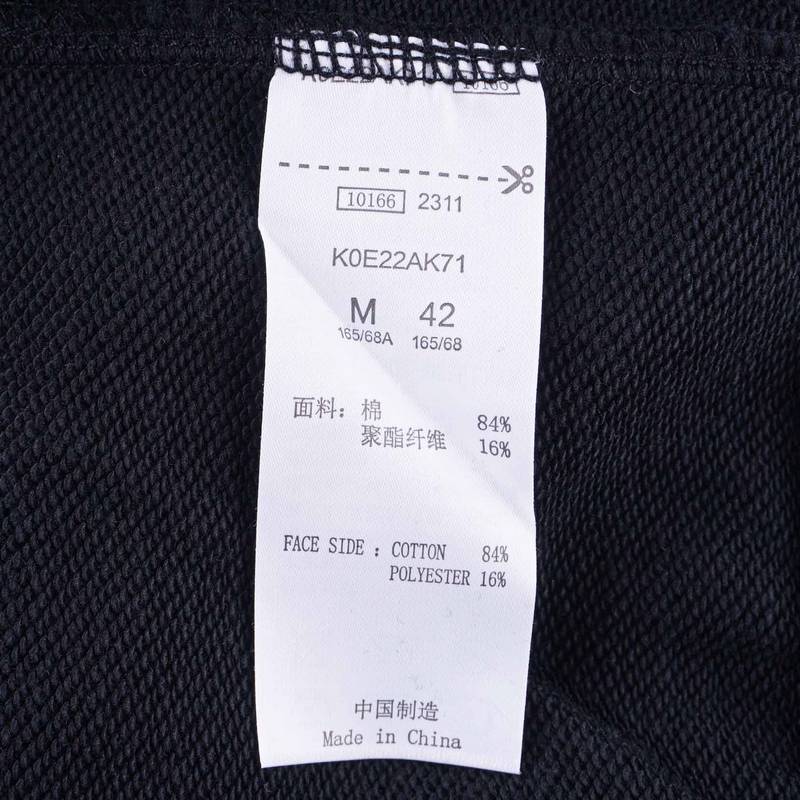 10166
10166 2311
K0E22AK71
M 42
165/68A 165/68
面料：棉 84%
聚酯纤维 16%
FACE SIDE : COTTON 84%
POLYESTER 16%
中国制造
Made in China